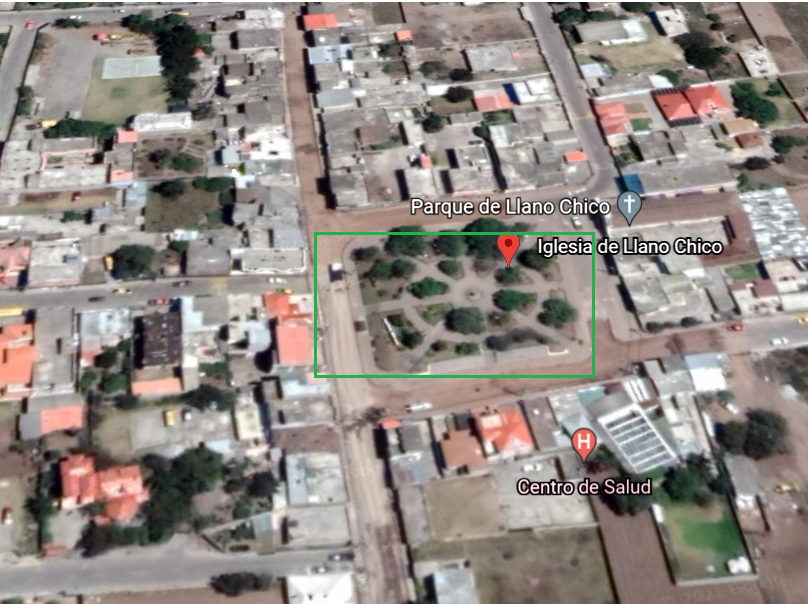 Parque de Llano Chico
Iglesia de Llano Chico
H
Centro de Salud